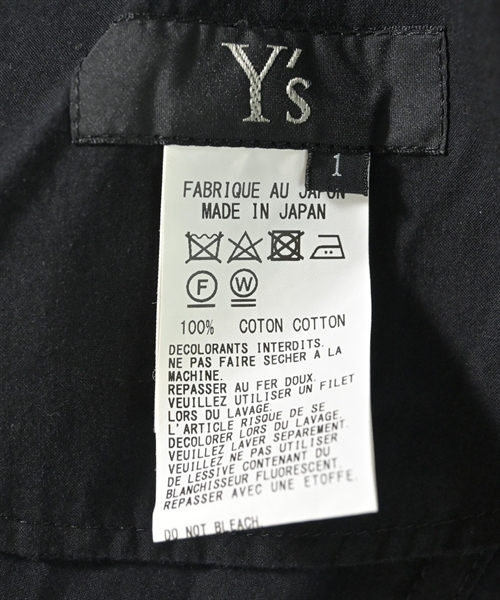 Y's
1
FABRIQUE AU JAPON
MADE IN JAPAN
F W
100% COTON COTTON
DECOLORANTS INTERDITS.
NE PAS FAIRE SECHER A LA
MACHINE.
REPASSER AU FER DOUX.
VEUILLEZ UTILISER UN FILET
LORS DU LAVAGE.
L'ARTICLE RISQUE DE SE
DECOLORER LORS DU LAVAGE.
VEUILLEZ LAVER SEPAREMENT.
VEUILLEZ NE PAS UTILISER
DE LESSIVE CONTENANT DU
BLANCHISSEUR FLUORESCENT.
REPASSER AVEC UNE ETOFFE.
DO NOT BLEACH.